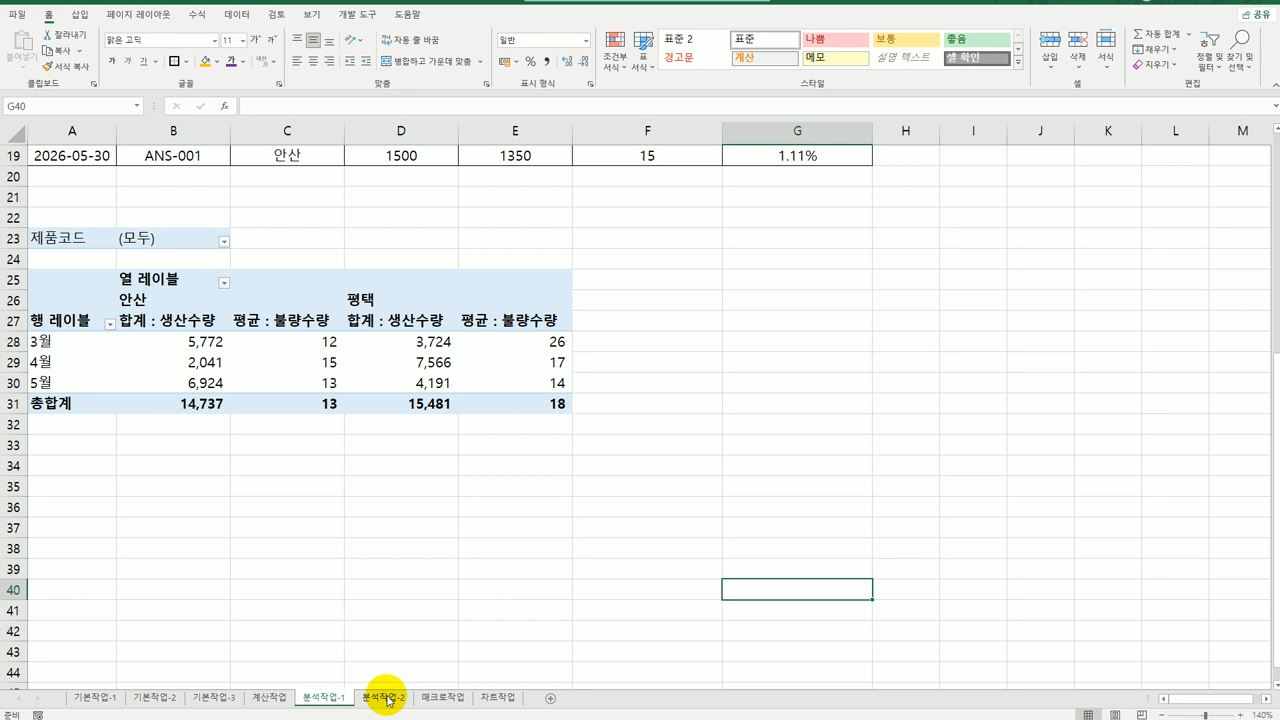 파일 홈 삽입 페이지 레이아웃 수식 데이터 검토 보기 개발 도구 도움말 공유
붙여넣기 잘라내기 복사 서식 복사 클립보드
맑은 고딕 11 가 가 가 가 가 글꼴
자동 줄 바꿈 병합하고 가운데 맞춤 맞춤
일반 % 표시 형식
조건부 서식 표 서식 표준 2 표준 나쁨 보통 좋음
경고문 계산 메모 설명 텍스트 셀 확인 스타일
삽입 삭제 서식 셀
자동 합계 채우기 지우기 정렬 및 필터 찾기 및 선택 편집
G40 fx
A B C D E F G H I J K L M
19 2026-05-30 ANS-001 안산 1500 1350 15 1.11%
20
21
22
23 제품코드 (모두)
24
25 열 레이블
26 안산 평택
27 행 레이블 합계 : 생산수량 평균 : 불량수량 합계 : 생산수량 평균 : 불량수량
28 3월 5,772 12 3,724 26
29 4월 2,041 15 7,566 17
30 5월 6,924 13 4,191 14
31 총합계 14,737 13 15,481 18
32
33
34
35
36
37
38
39
40
41
42
43
44
기본작업-1 기본작업-2 기본작업-3 계산작업 분석작업-1 분석작업-2 매크로작업 차트작업
준비 140%